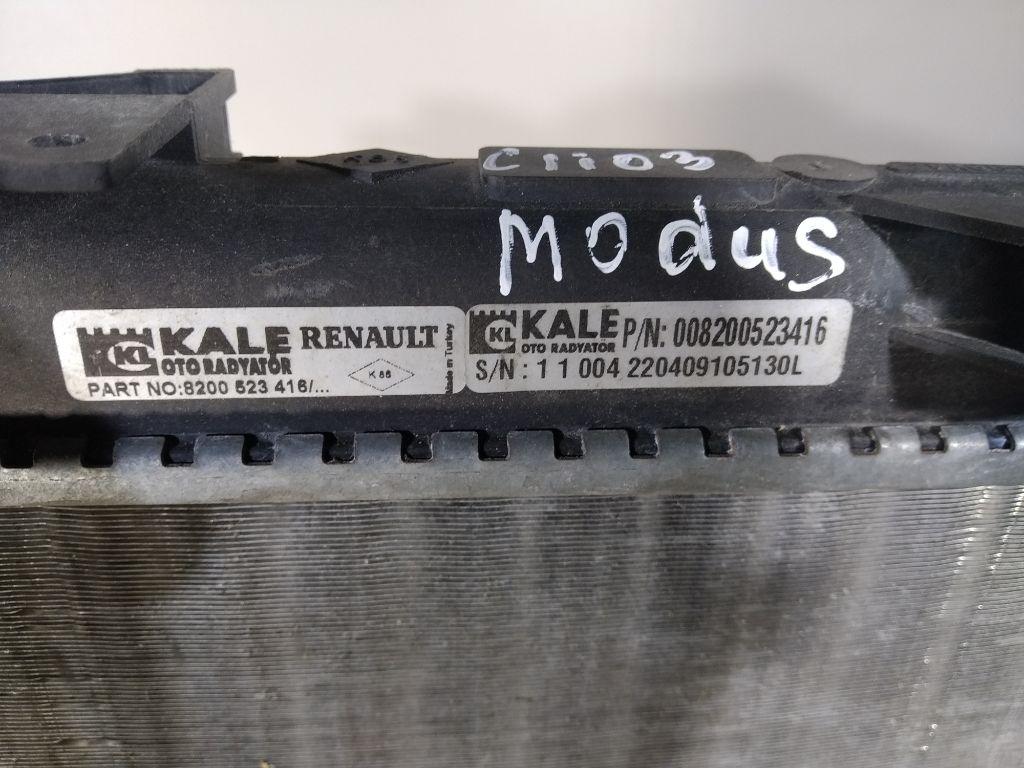 Clio3
Modus
KALE RENAULT
OTO RADYATOR
KL
K 85
PART NO:8200 523 416/...
Made in Turkey
KALE
OTO RADYATOR
KL
P/N: 008200523416
S/N : 1 1 004 220409105130L